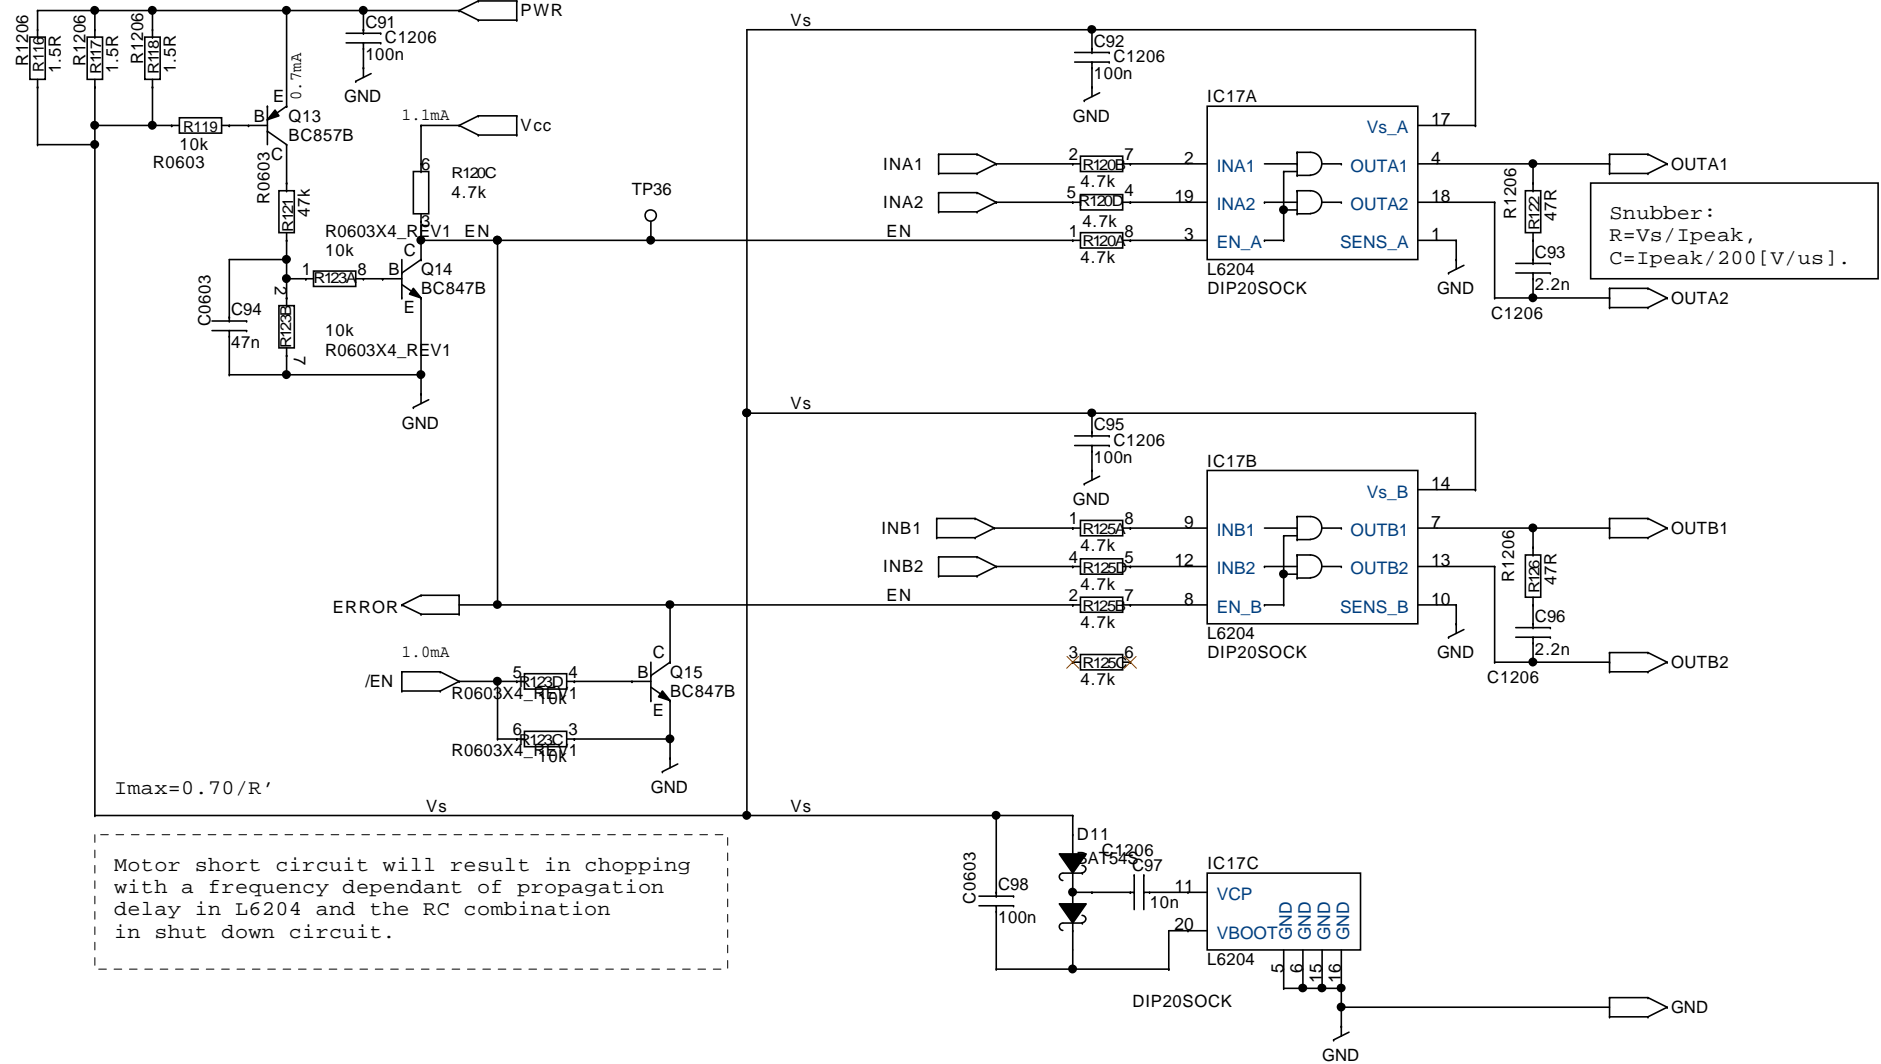 PWR
R1206
R116
1.5R
R1206
R117
1.5R
R1206
R118
1.5R
C91
C1206
100n
GND
0.7mA
E
B
C
Q13
BC857B
R119
10k
R0603
R0603
R121
47k
1.1mA
Vcc
6
R120C
4.7k
3
R0603X4_REV1
10k
EN
TP36
1
R123A
8
B
C
E
Q14
BC847B
C0603
C94
47n
2
R123B
7
10k
R0603X4_REV1
GND
Vs
C92
C1206
100n
GND
IC17A
Vs_A
17
INA1
2
R120B
7
4.7k
2
INA1
OUTA1
4
OUTA1
INA2
5
R120D
4
4.7k
19
INA2
OUTA2
18
EN
1
R120A
8
4.7k
3
EN_A
SENS_A
1
GND
L6204
DIP20SOCK
R1206
R122
47R
C93
2.2n
C1206
OUTA2
Snubber:
R=Vs/Ipeak,
C=Ipeak/200[V/us].
Vs
C95
C1206
100n
GND
IC17B
Vs_B
14
INB1
1
R125A
8
4.7k
9
INB1
OUTB1
7
OUTB1
INB2
4
R125D
5
4.7k
12
INB2
OUTB2
13
EN
2
R125B
7
4.7k
8
EN_B
SENS_B
10
GND
L6204
DIP20SOCK
3
R125C
6
4.7k
R1206
R126
47R
C96
2.2n
C1206
OUTB2
ERROR
1.0mA
/EN
5
R123D
4
R0603X4_REV1
10k
B
C
E
Q15
BC847B
6
R123C
3
R0603X4_REV1
10k
GND
Imax=0.70/R'
Vs
Vs
Motor short circuit will result in chopping
with a frequency dependant of propagation
delay in L6204 and the RC combination
in shut down circuit.
C0603
C98
100n
D11
BAT54S
C1206
C97
10n
IC17C
11
VCP
20
VBOOT
GND
GND
GND
GND
L6204
5
6
15
16
DIP20SOCK
GND
GND